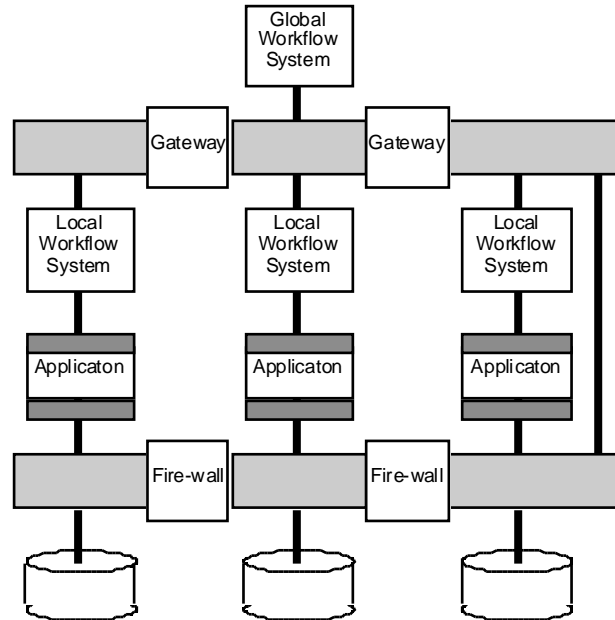 Global
Workflow
System
Gateway
Gateway
Local
Workflow
System
Local
Workflow
System
Local
Workflow
System
Applicaton
Applicaton
Applicaton
Fire-wall
Fire-wall